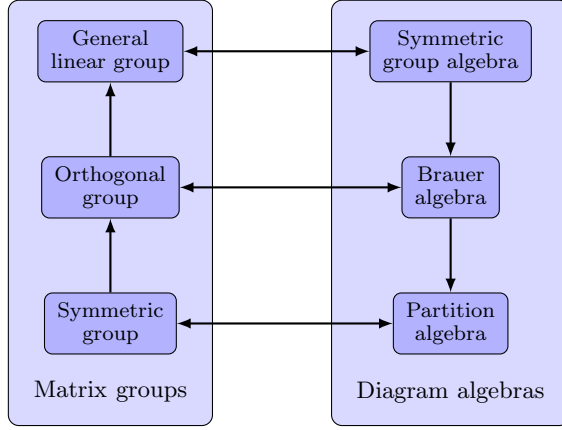 General
linear group
Symmetric
group algebra
Orthogonal
group
Brauer
algebra
Symmetric
group
Partition
algebra
Matrix groups
Diagram algebras